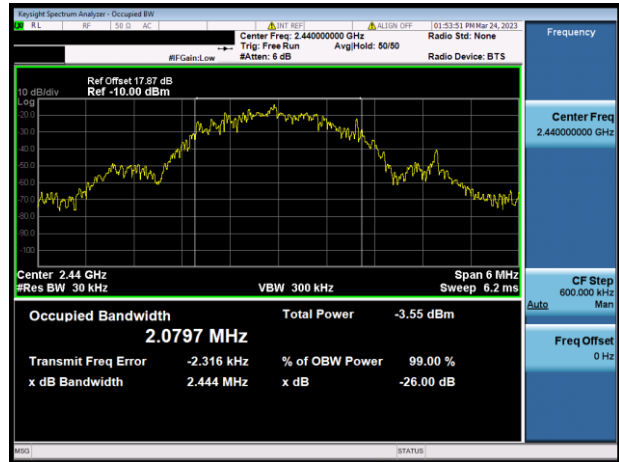 Keysight Spectrum Analyzer - Occupied BW
RL RF 50 Ω AC INT REF ALIGN OFF 01:53:51 PM Mar 24, 2023
Center Freq: 2.440000000 GHz Radio Std: None
Trig: Free Run Avg|Hold: 50/50
#IFGain:Low #Atten: 6 dB Radio Device: BTS
Frequency
Ref Offset 17.87 dB
10 dB/div Ref -10.00 dBm
Log
-20.0
-30.0
-40.0
-50.0
-60.0
-70.0
-80.0
-90.0
-100
Center 2.44 GHz Span 6 MHz
#Res BW 30 kHz VBW 300 kHz Sweep 6.2 ms
Occupied Bandwidth Total Power -3.55 dBm
2.0797 MHz
Transmit Freq Error -2.316 kHz % of OBW Power 99.00 %
x dB Bandwidth 2.444 MHz x dB -26.00 dB
Center Freq
2.440000000 GHz
CF Step
600.000 kHz
Auto Man
Freq Offset
0 Hz
MSG STATUS